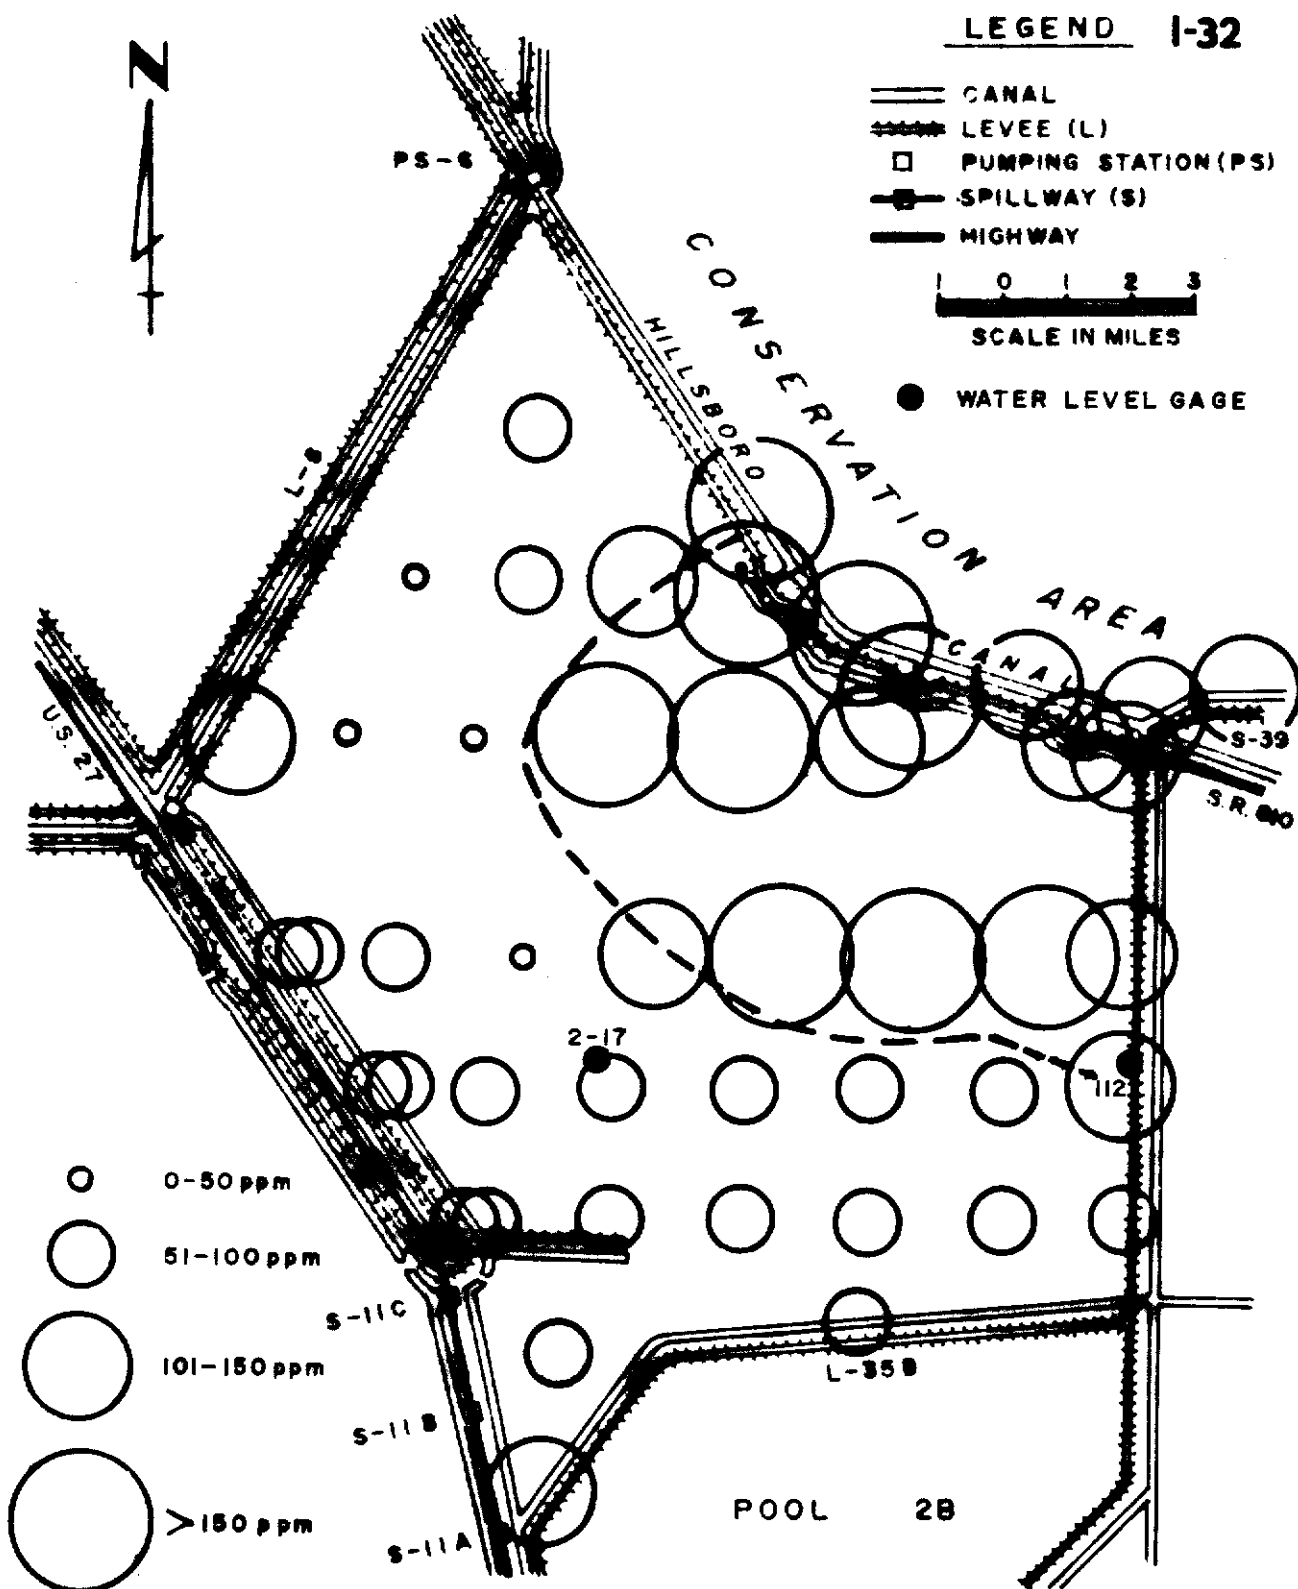 LEGEND I-32
N
CANAL
LEVEE (L)
PUMPING STATION (PS)
SPILLWAY (S)
HIGHWAY
1 0 1 2 3
SCALE IN MILES
WATER LEVEL GAGE
PS-6
CONSERVATION AREA
HILLSBORO CANAL
L-6
U.S. 27
S-39
S.R.
2-17
112
0-50 ppm
51-100 ppm
101-150 ppm
>150 ppm
S-11C
L-35B
S-11B
S-11A
POOL 2B